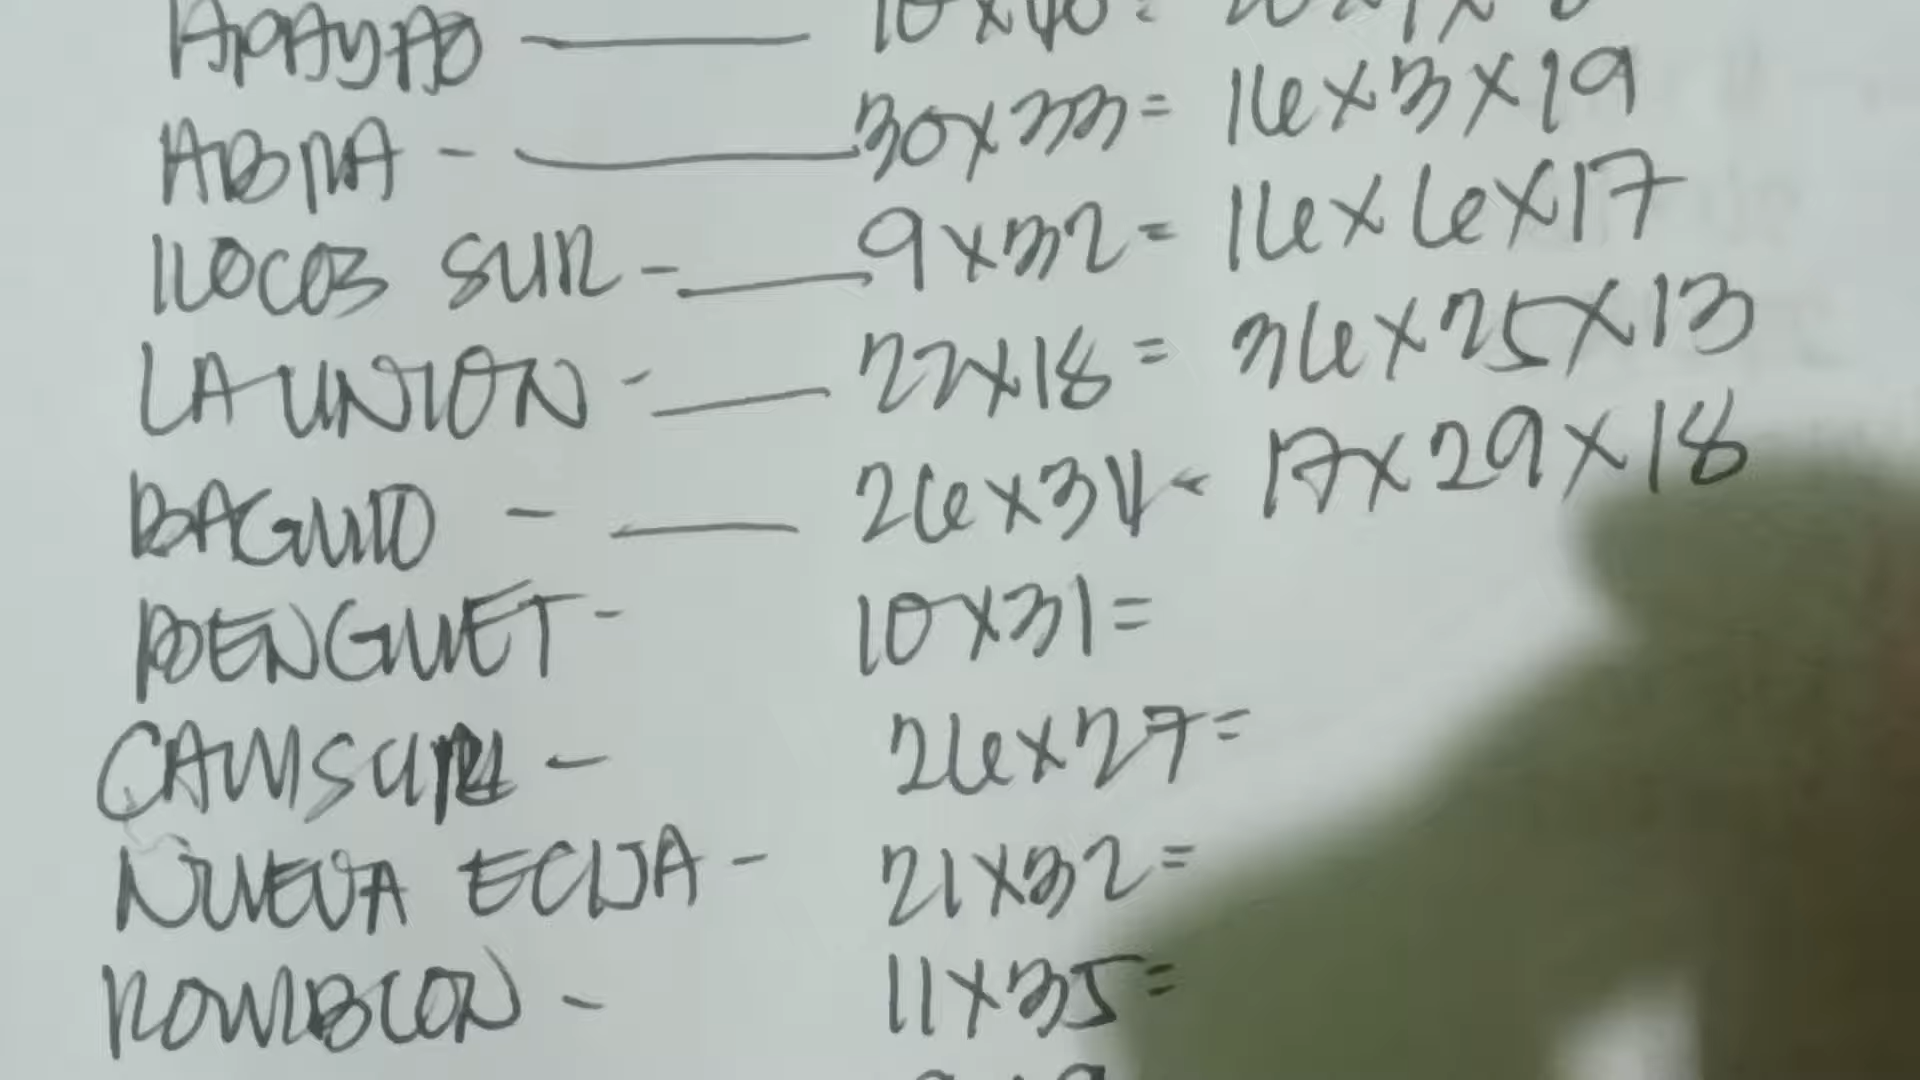 APAYAO ——— 10x40=
ABRA - ——— 30x33= 16x3x19
ILOCOS SUR - ——— 9x32= 16x6x17
LA UNION - ——— 22x18= 36x25x13
BAGUIO - ——— 26x34- 17x29x18
BENGUET - 10x31=
CAMSUR - 26x27=
NUEVA ECIJA - 21x32=
ROMBLON - 11x35=